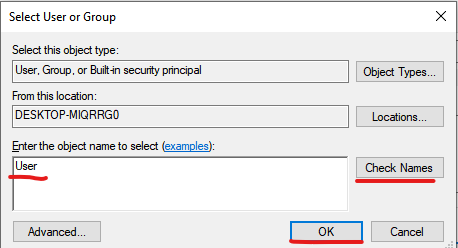 Select User or Group
Select this object type:
User, Group, or Built-in security principal
Object Types...
From this location:
DESKTOP-MIQRRG0
Locations...
Enter the object name to select (examples):
User
Check Names
Advanced...
OK
Cancel